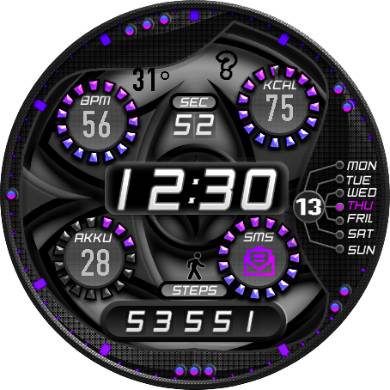 31°
?
BPM
56
KCAL
75
SEC
52
12:30
MON
TUE
WED
13 THU
FRIL
SAT
SUN
AKKU
28
SMS
STEPS
53551